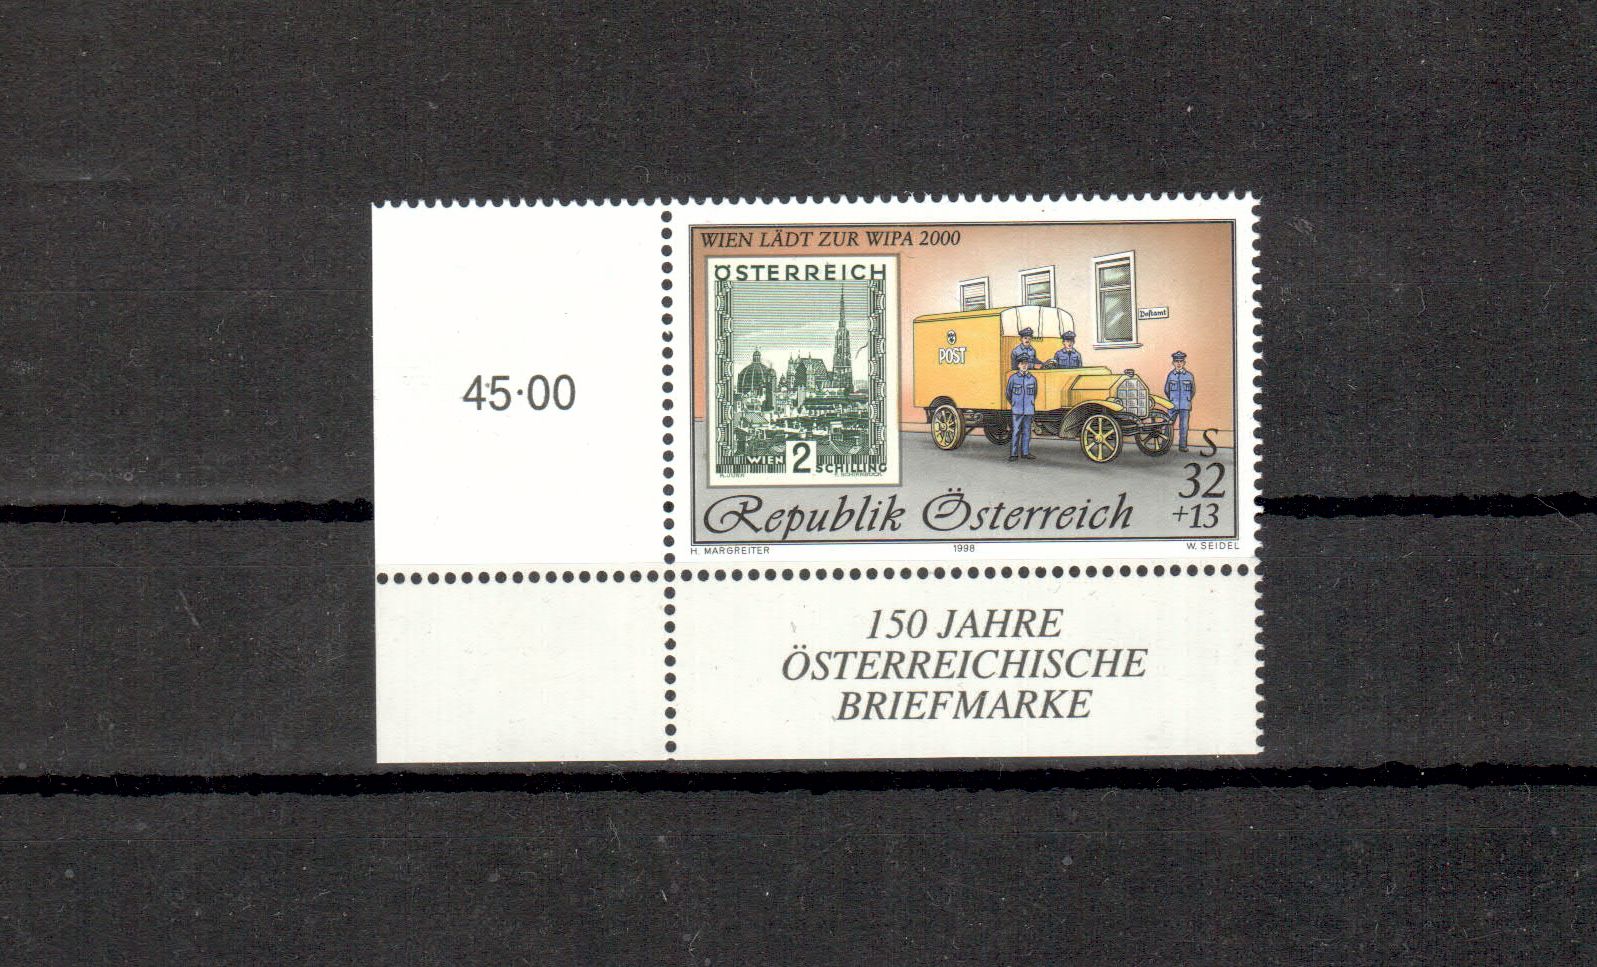 45·00
WIEN LÄDT ZUR WIPA 2000
ÖSTERREICH
WIEN 2 SCHILLING
POST
Postamt
S
32
+13
Republik Österreich
H. MARGREITER 1998 W. SEIDEL
150 JAHRE
ÖSTERREICHISCHE
BRIEFMARKE